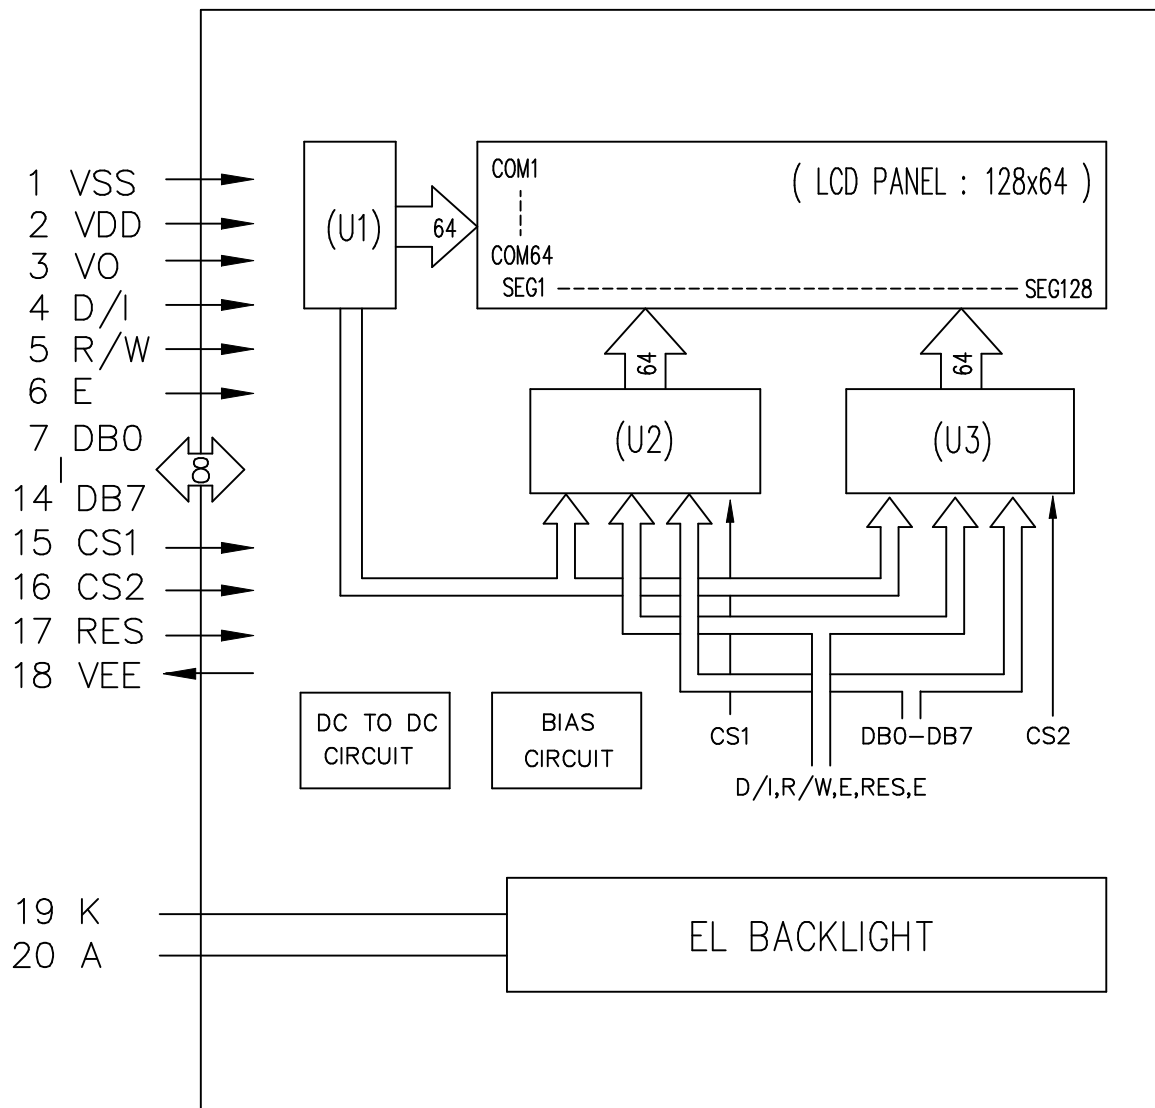 1 VSS
2 VDD
3 VO
4 D/I
5 R/W
6 E
7 DB0
14 DB7
15 CS1
16 CS2
17 RES
18 VEE
19 K
20 A
8
(U1)
64
COM1
( LCD PANEL : 128x64 )
COM64
SEG1
SEG128
64
64
(U2)
(U3)
DC TO DC
CIRCUIT
BIAS
CIRCUIT
CS1
DB0-DB7
CS2
D/I,R/W,E,RES,E
EL BACKLIGHT